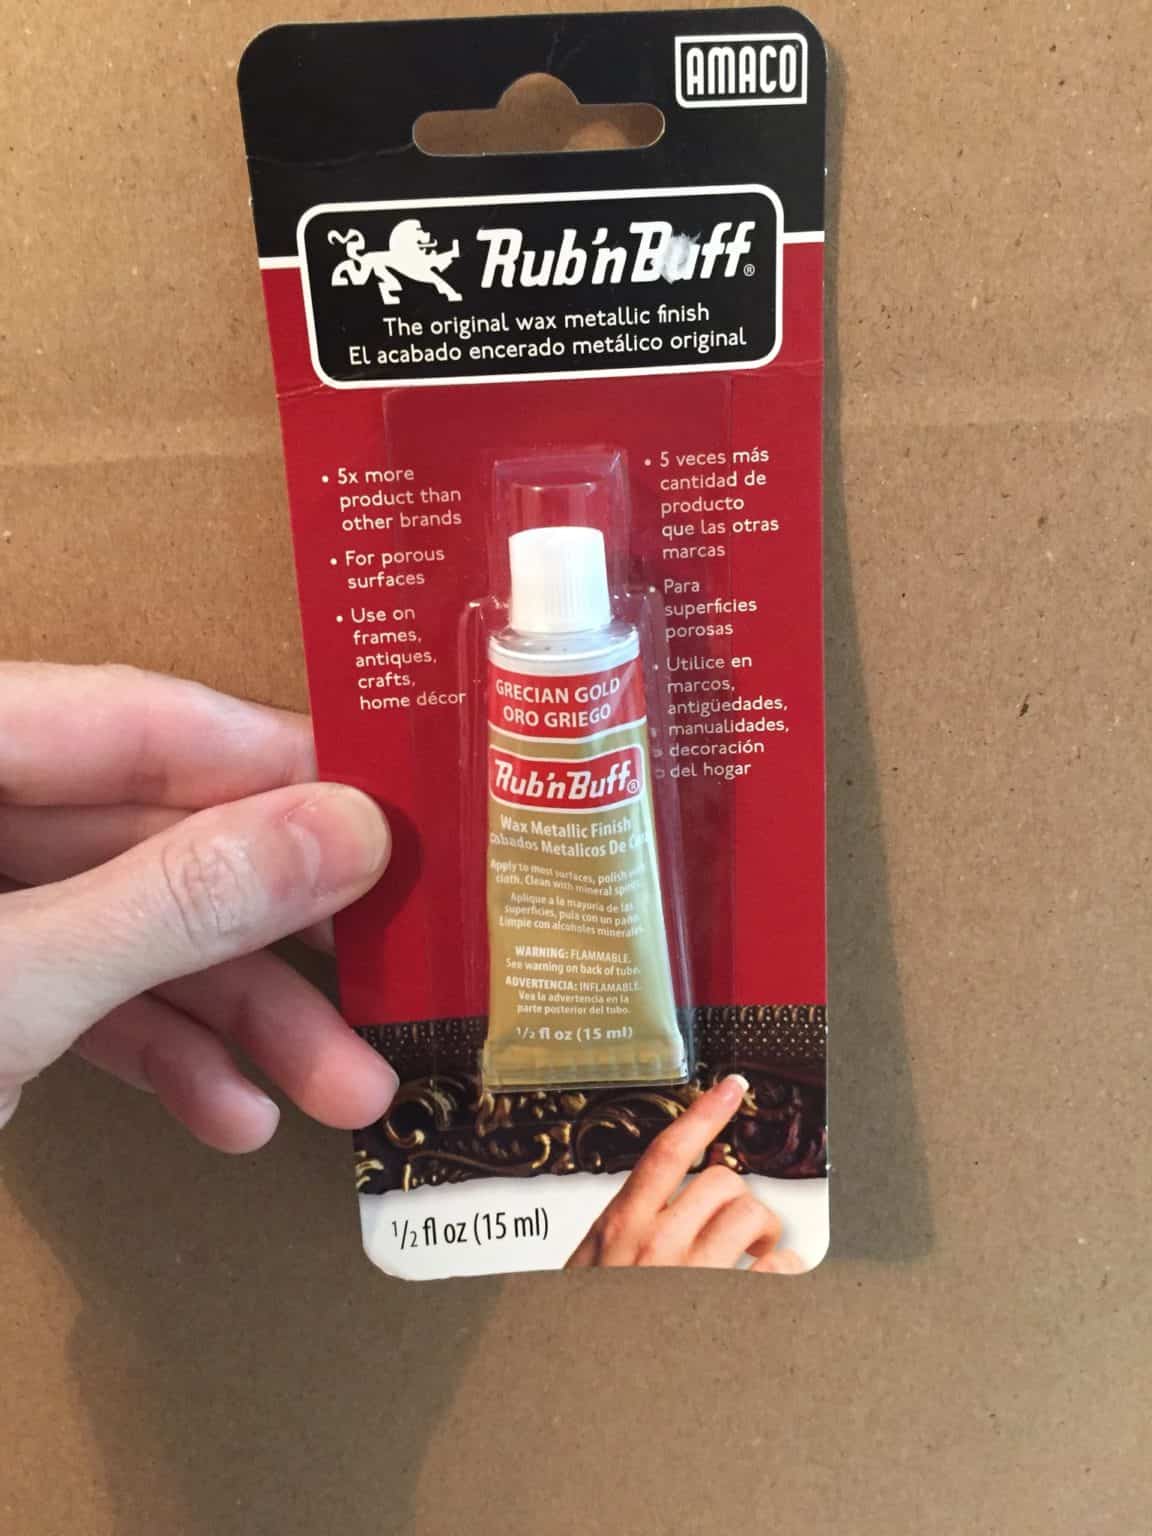 AMACO
Rub'n Buff®
The original wax metallic finish
El acabado encerado metálico original
• 5x more
product than
other brands
• For porous
surfaces
• Use on
frames,
antiques,
crafts,
home décor
• 5 veces más
cantidad de
producto
que las otras
marcas
• Para
superficies
porosas
• Utilice en
marcos,
antigüedades,
manualidades,
decoración
del hogar
GRECIAN GOLD
ORO GRIEGO
Rub'n Buff®
Wax Metallic Finish
Metalicos De
Apply to most surfaces, polish
cloth. Clean with mineral
Aplique a la mayoria de las
superficies, pula con un
Limpie con alcoholes minerales
WARNING: FLAMMABLE.
See warning on back of tube.
ADVERTENCIA: INFLAMABLE.
Vea la advertencia en la
parte posterior del tubo.
1/2 fl oz (15 ml)
1/2 fl oz (15 ml)